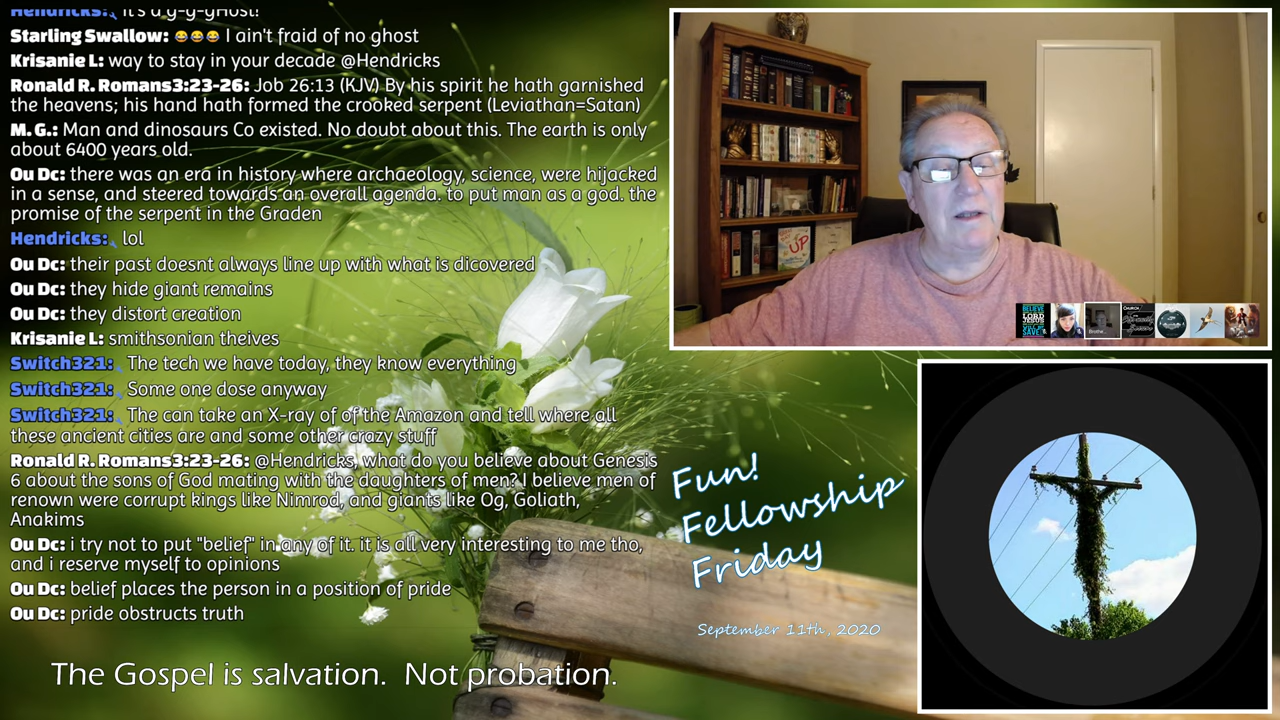 Hendricks: It's a g-g-gHost!
Starling Swallow: 😂😂😂 I ain't fraid of no ghost
Krisanie L: way to stay in your decade @Hendricks
Ronald R. Romans3:23-26: Job 26:13 (KJV) By his spirit he hath garnished
the heavens; his hand hath formed the crooked serpent (Leviathan=Satan)
M. G.: Man and dinosaurs Co existed. No doubt about this. The earth is only
about 6400 years old.
Ou Dc: there was an era in history where archaeology, science, were hijacked
in a sense, and steered towards an overall agenda. to put man as a god. the
promise of the serpent in the Graden
Hendricks: lol
Ou Dc: their past doesnt always line up with what is dicovered
Ou Dc: they hide giant remains
Ou Dc: they distort creation
Krisanie L: smithsonian theives
Switch321: The tech we have today, they know everything
Switch321: Some one dose anyway
Switch321: The can take an X-ray of of the Amazon and tell where all
these ancient cities are and some other crazy stuff
Ronald R. Romans3:23-26: @Hendricks, what do you believe about Genesis
6 about the sons of God mating with the daughters of men? I believe men of
renown were corrupt kings like Nimrod, and giants like Og, Goliath,
Anakims
Ou Dc: i try not to put "belief" in any of it. it is all very interesting to me tho,
and i reserve myself to opinions
Ou Dc: belief places the person in a position of pride
Ou Dc: pride obstructs truth
The Gospel is salvation.  Not probation.
UP
BELIEVE
LORD
JESUS
SAVE
Brothe...
CHURCH
Fun!
Fellowship
Friday
September 11th, 2020